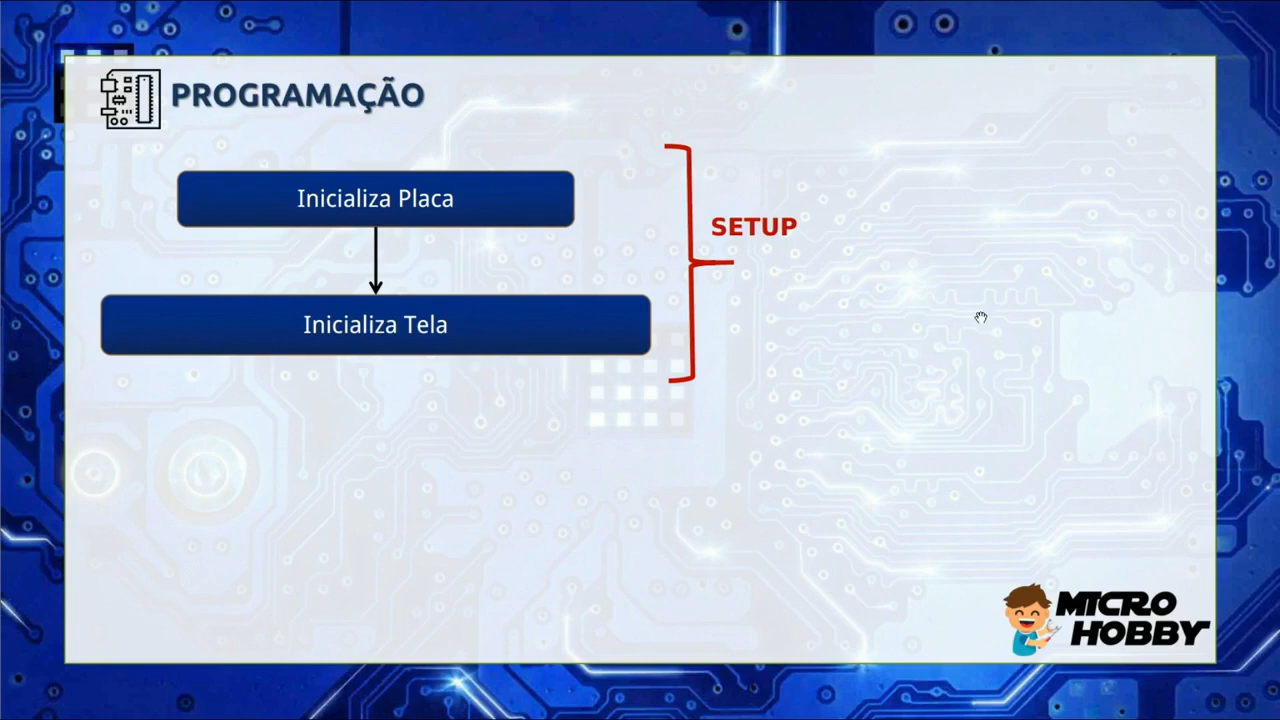 PROGRAMAÇÃO
Inicializa Placa
SETUP
Inicializa Tela
MICRO
HOBBY